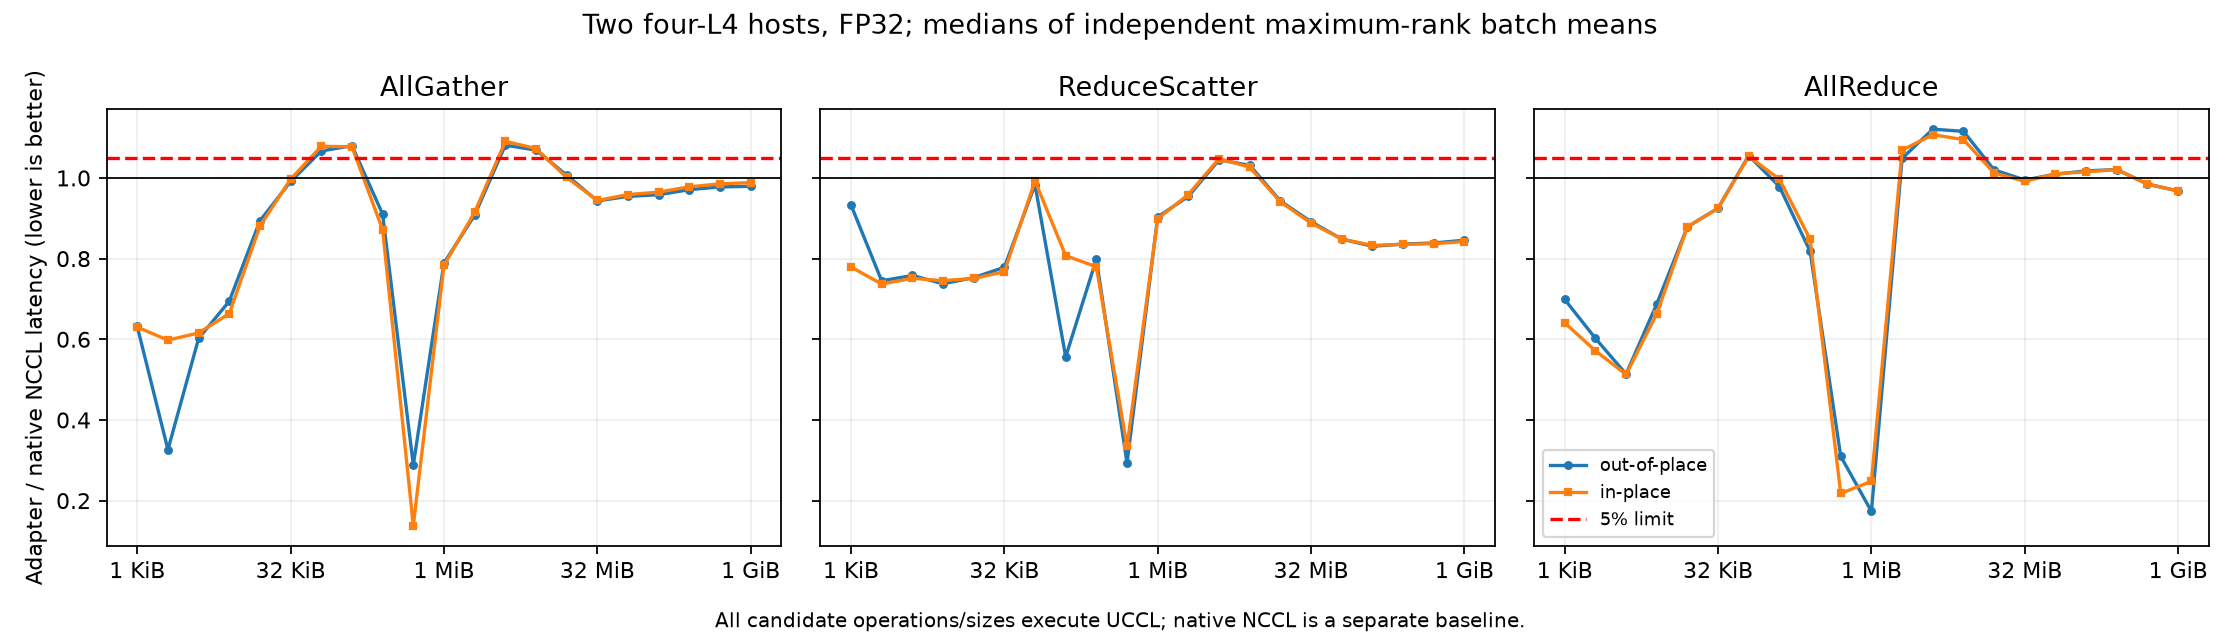 Two four-L4 hosts, FP32; medians of independent maximum-rank batch means
Adapter / native NCCL latency (lower is better)
AllGather
1.0
0.8
0.6
0.4
0.2
1 KiB
32 KiB
1 MiB
32 MiB
1 GiB
ReduceScatter
1 KiB
32 KiB
1 MiB
32 MiB
1 GiB
AllReduce
out-of-place
in-place
5% limit
1 KiB
32 KiB
1 MiB
32 MiB
1 GiB
All candidate operations/sizes execute UCCL; native NCCL is a separate baseline.